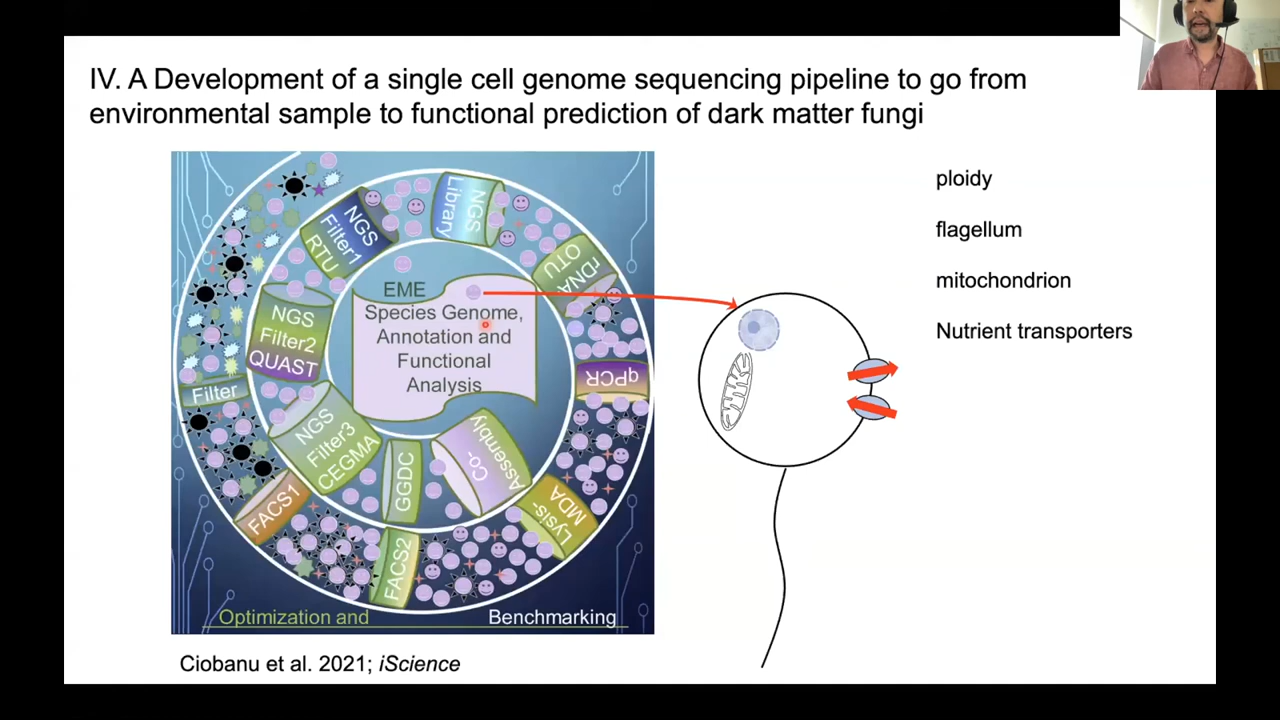 IV. A Development of a single cell genome sequencing pipeline to go from
environmental sample to functional prediction of dark matter fungi
ploidy
flagellum
mitochondrion
Nutrient transporters
Filter
FACS1
FACS2
Lysis-
MDA
qPCR
rDNA
OTU
NGS
Library
NGS
Filter1
RTU
NGS
Filter2
QUAST
NGS
Filter3
CEGMA
GGDC
Co-
Assembly
EME
Species Genome,
Annotation and
Functional
Analysis
Optimization and Benchmarking
Ciobanu et al. 2021; iScience